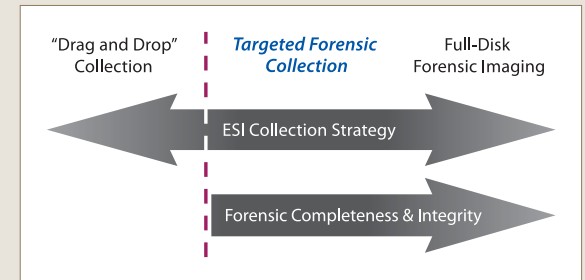 “Drag and Drop”
Collection
Targeted Forensic
Collection
Full-Disk
Forensic Imaging
ESI Collection Strategy
Forensic Completeness & Integrity